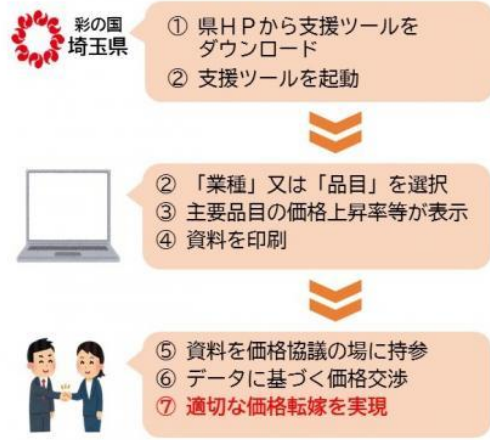 彩の国
埼玉県
① 県HPから支援ツールを
ダウンロード
② 支援ツールを起動
② 「業種」又は「品目」を選択
③ 主要品目の価格上昇率等が表示
④ 資料を印刷
⑤ 資料を価格協議の場に持参
⑥ データに基づく価格交渉
⑦ 適切な価格転嫁を実現